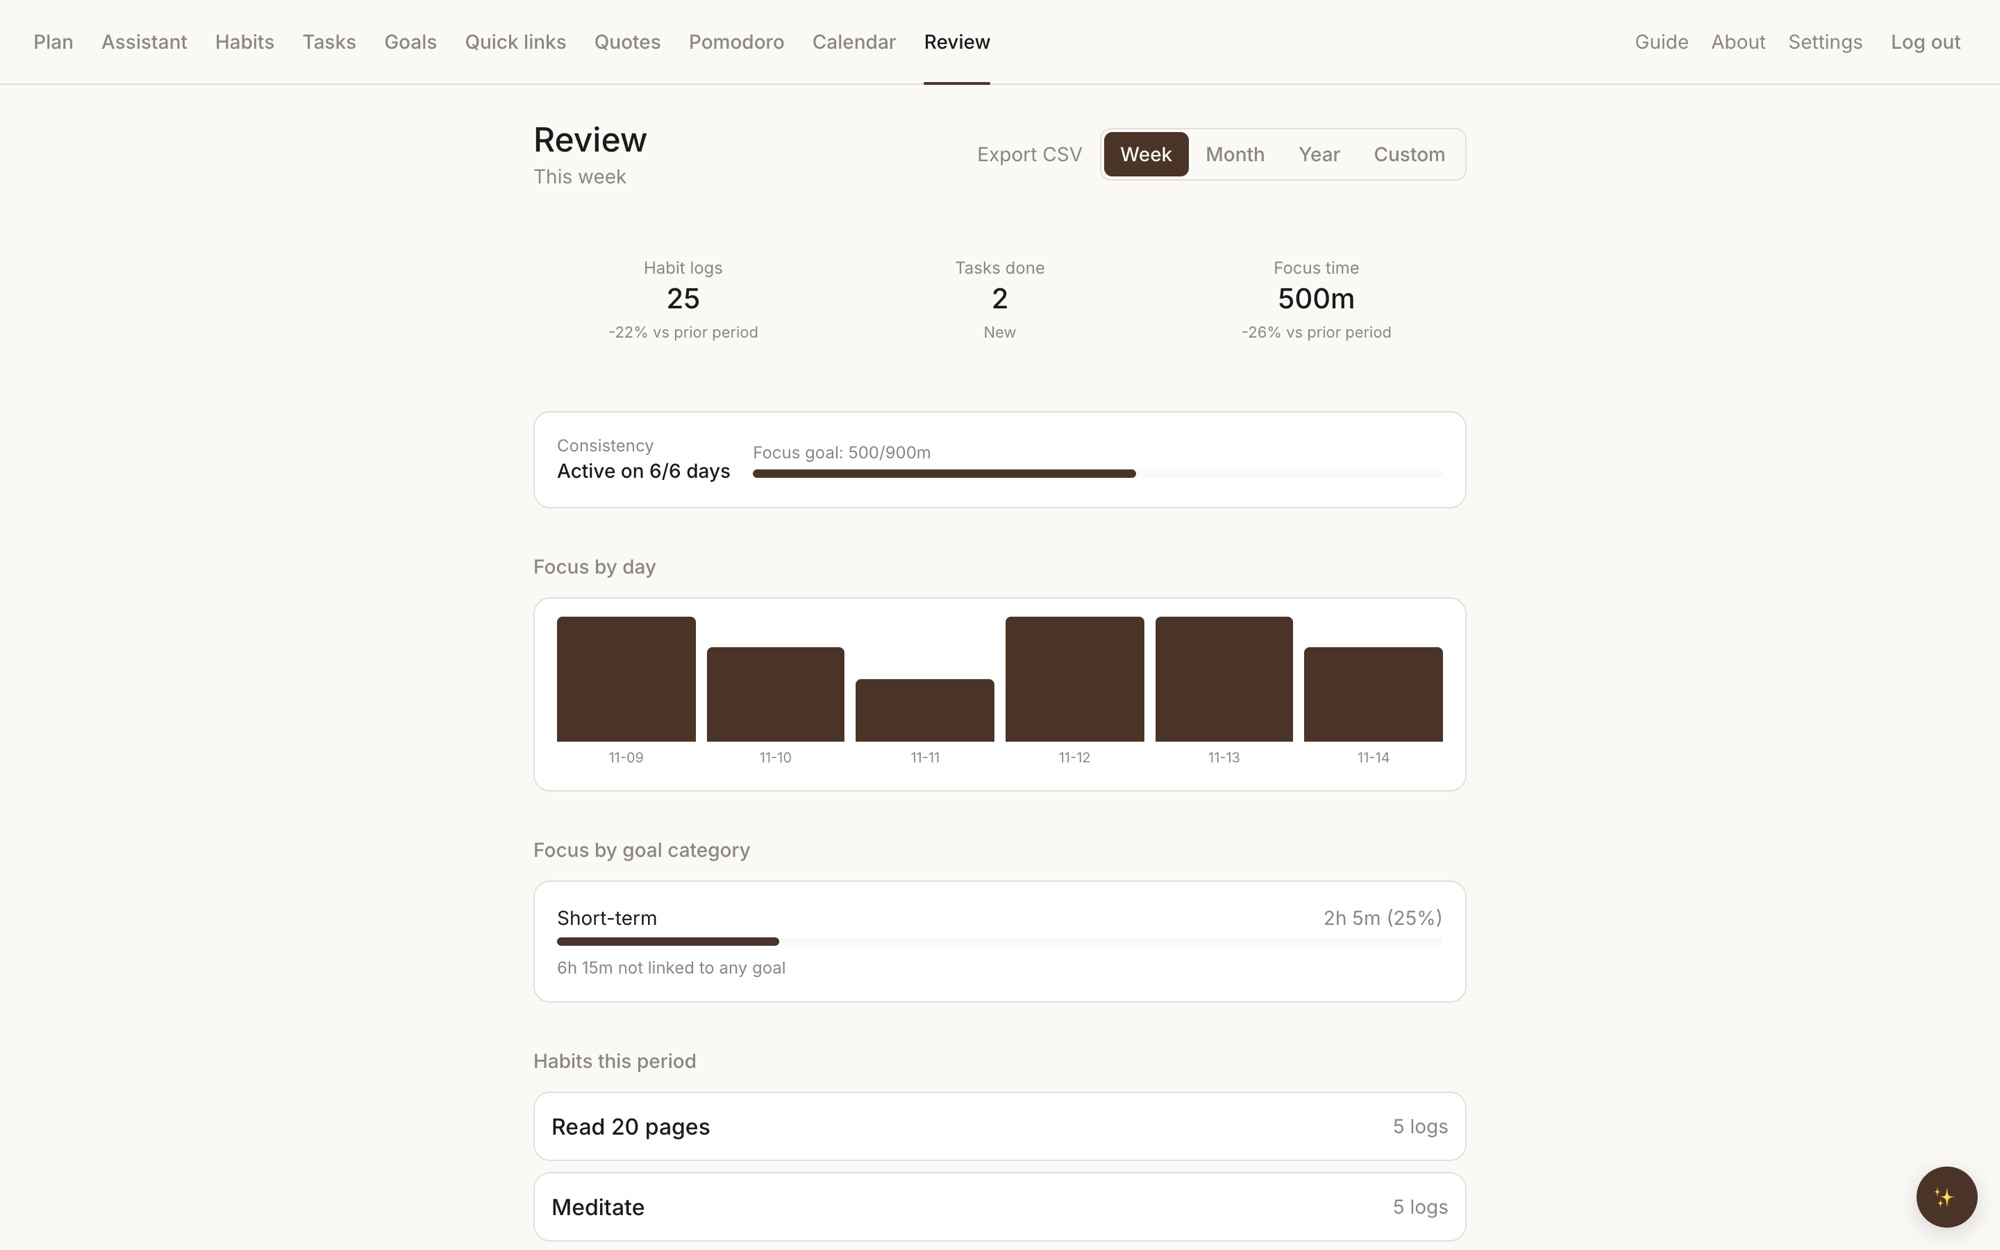 Plan Assistant Habits Tasks Goals Quick links Quotes Pomodoro Calendar Review Guide About Settings Log out
Review
This week
Export CSV Week Month Year Custom
Habit logs
25
-22% vs prior period
Tasks done
2
New
Focus time
500m
-26% vs prior period
Consistency
Active on 6/6 days
Focus goal: 500/900m
Focus by day
11-09 11-10 11-11 11-12 11-13 11-14
Focus by goal category
Short-term 2h 5m (25%)
6h 15m not linked to any goal
Habits this period
Read 20 pages 5 logs
Meditate 5 logs